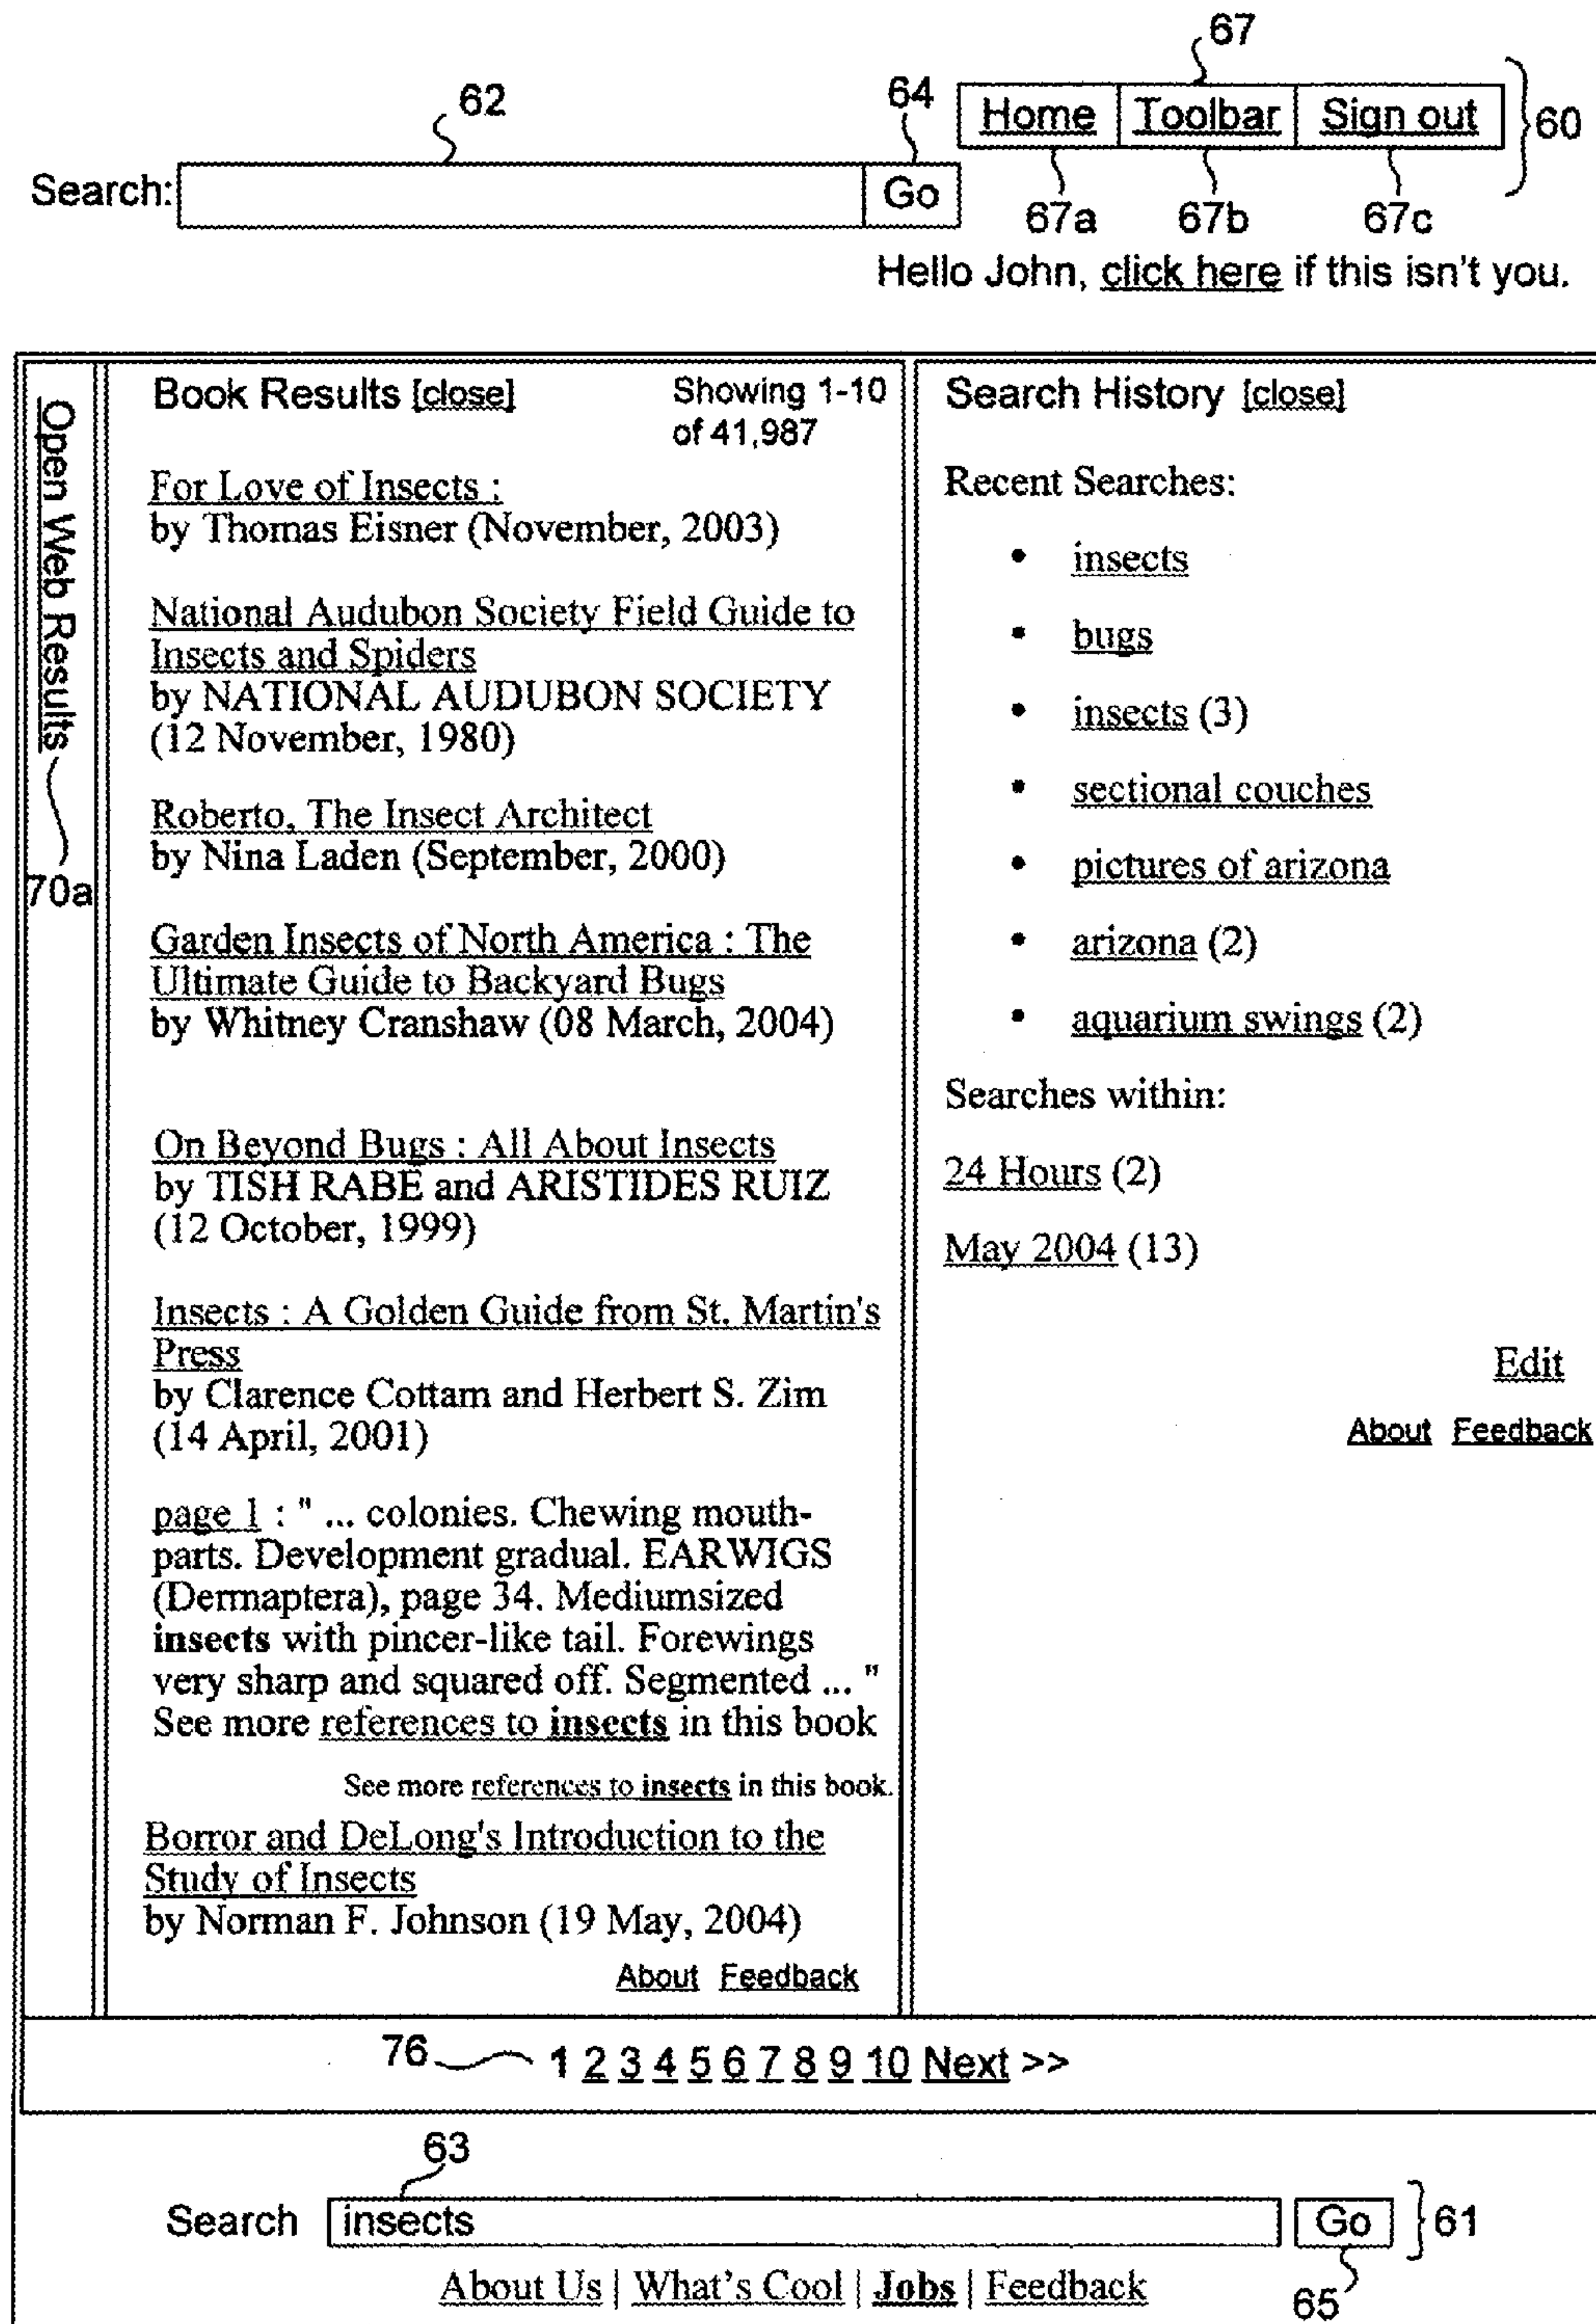 67
62
64
Home Toolbar Sign out
60
Search:
Go
67a 67b 67c
Hello John, click here if this isn't you.
Open Web Results
70a
Book Results [close]
Showing 1-10
of 41,987
For Love of Insects :
by Thomas Eisner (November, 2003)
National Audubon Society Field Guide to
Insects and Spiders
by NATIONAL AUDUBON SOCIETY
(12 November, 1980)
Roberto, The Insect Architect
by Nina Laden (September, 2000)
Garden Insects of North America : The
Ultimate Guide to Backyard Bugs
by Whitney Cranshaw (08 March, 2004)
On Beyond Bugs : All About Insects
by TISH RABE and ARISTIDES RUIZ
(12 October, 1999)
Insects : A Golden Guide from St. Martin's
Press
by Clarence Cottam and Herbert S. Zim
(14 April, 2001)
page 1 : " ... colonies. Chewing mouth-
parts. Development gradual. EARWIGS
(Dermaptera), page 34. Mediumsized
insects with pincer-like tail. Forewings
very sharp and squared off. Segmented ... "
See more references to insects in this book
See more references to insects in this book.
Borror and DeLong's Introduction to the
Study of Insects
by Norman F. Johnson (19 May, 2004)
About Feedback
Search History [close]
Recent Searches:
• insects
• bugs
• insects (3)
• sectional couches
• pictures of arizona
• arizona (2)
• aquarium swings (2)
Searches within:
24 Hours (2)
May 2004 (13)
Edit
About Feedback
76
1 2 3 4 5 6 7 8 9 10 Next >>
63
Search insects Go
61
About Us | What's Cool | Jobs | Feedback
65